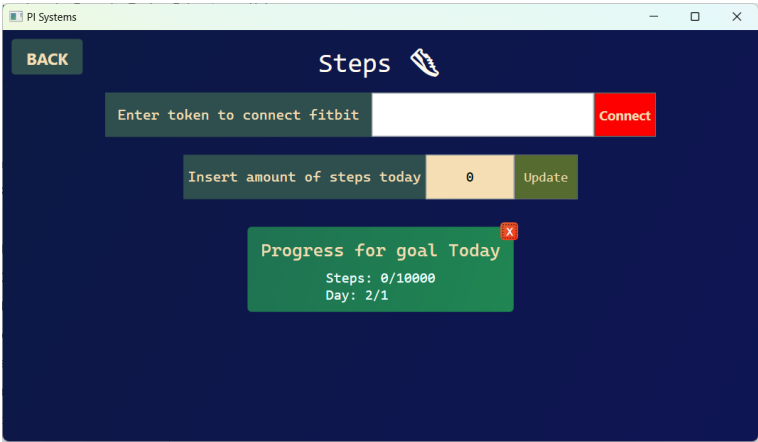 PI Systems
BACK
Steps
Enter token to connect fitbit
Connect
Insert amount of steps today
0
Update
X
Progress for goal Today
Steps: 0/10000
Day: 2/1